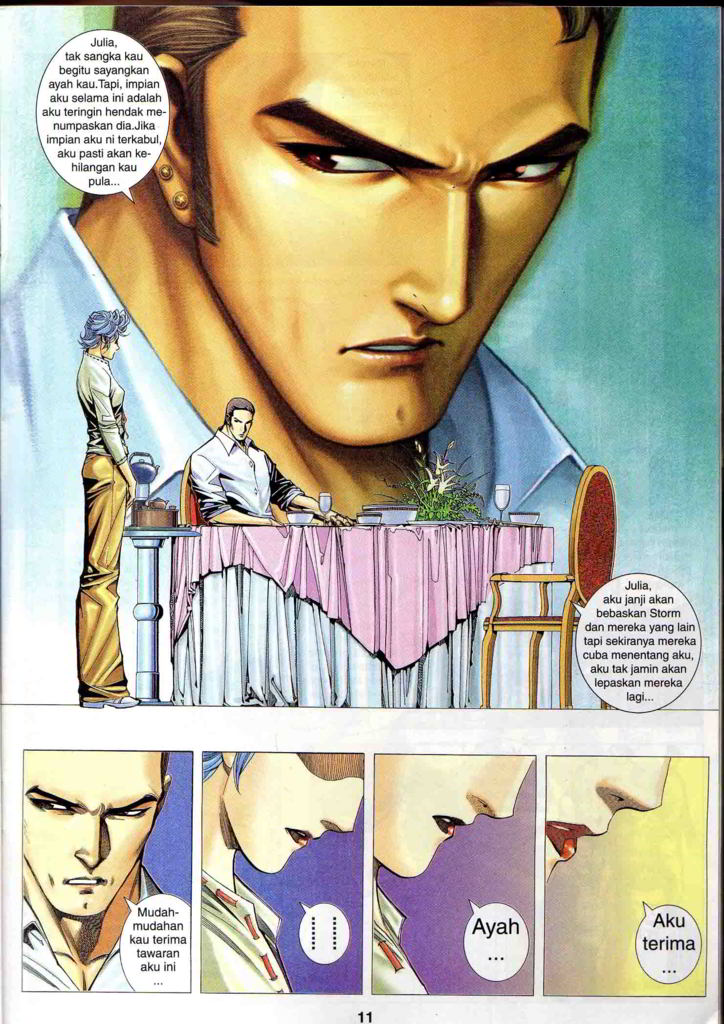 Julia,
tak sangka kau
begitu sayangkan
ayah kau.Tapi, impian
aku selama ini adalah
aku teringin hendak me-
numpaskan dia.Jika
impian aku ni terkabul,
aku pasti akan ke-
hilangan kau
pula...
Julia,
aku janji akan
bebaskan Storm
dan mereka yang lain
tapi sekiranya mereka
cuba menentang aku,
aku tak jamin akan
lepaskan mereka
lagi...
Mudah-
mudahan
kau terima
tawaran
aku ini
...
......
......
Ayah
...
Aku
terima
...
11